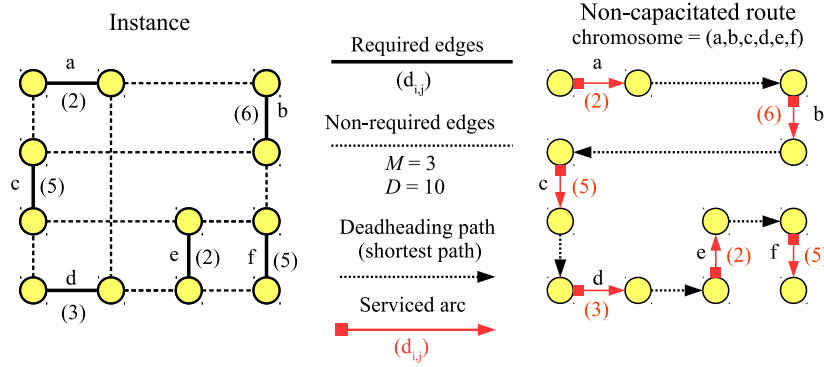 Instance
a
(2)
(6)
b
c
(5)
e
(2)
f
(5)
d
(3)
Required edges
(d_{i,j})
Non-required edges
M = 3
D = 10
Deadheading path
(shortest path)
Serviced arc
(d_{i,j})
Non-capacitated route
chromosome = (a,b,c,d,e,f)
a
(2)
(6)
b
c
(5)
e
(2)
f
(5)
d
(3)